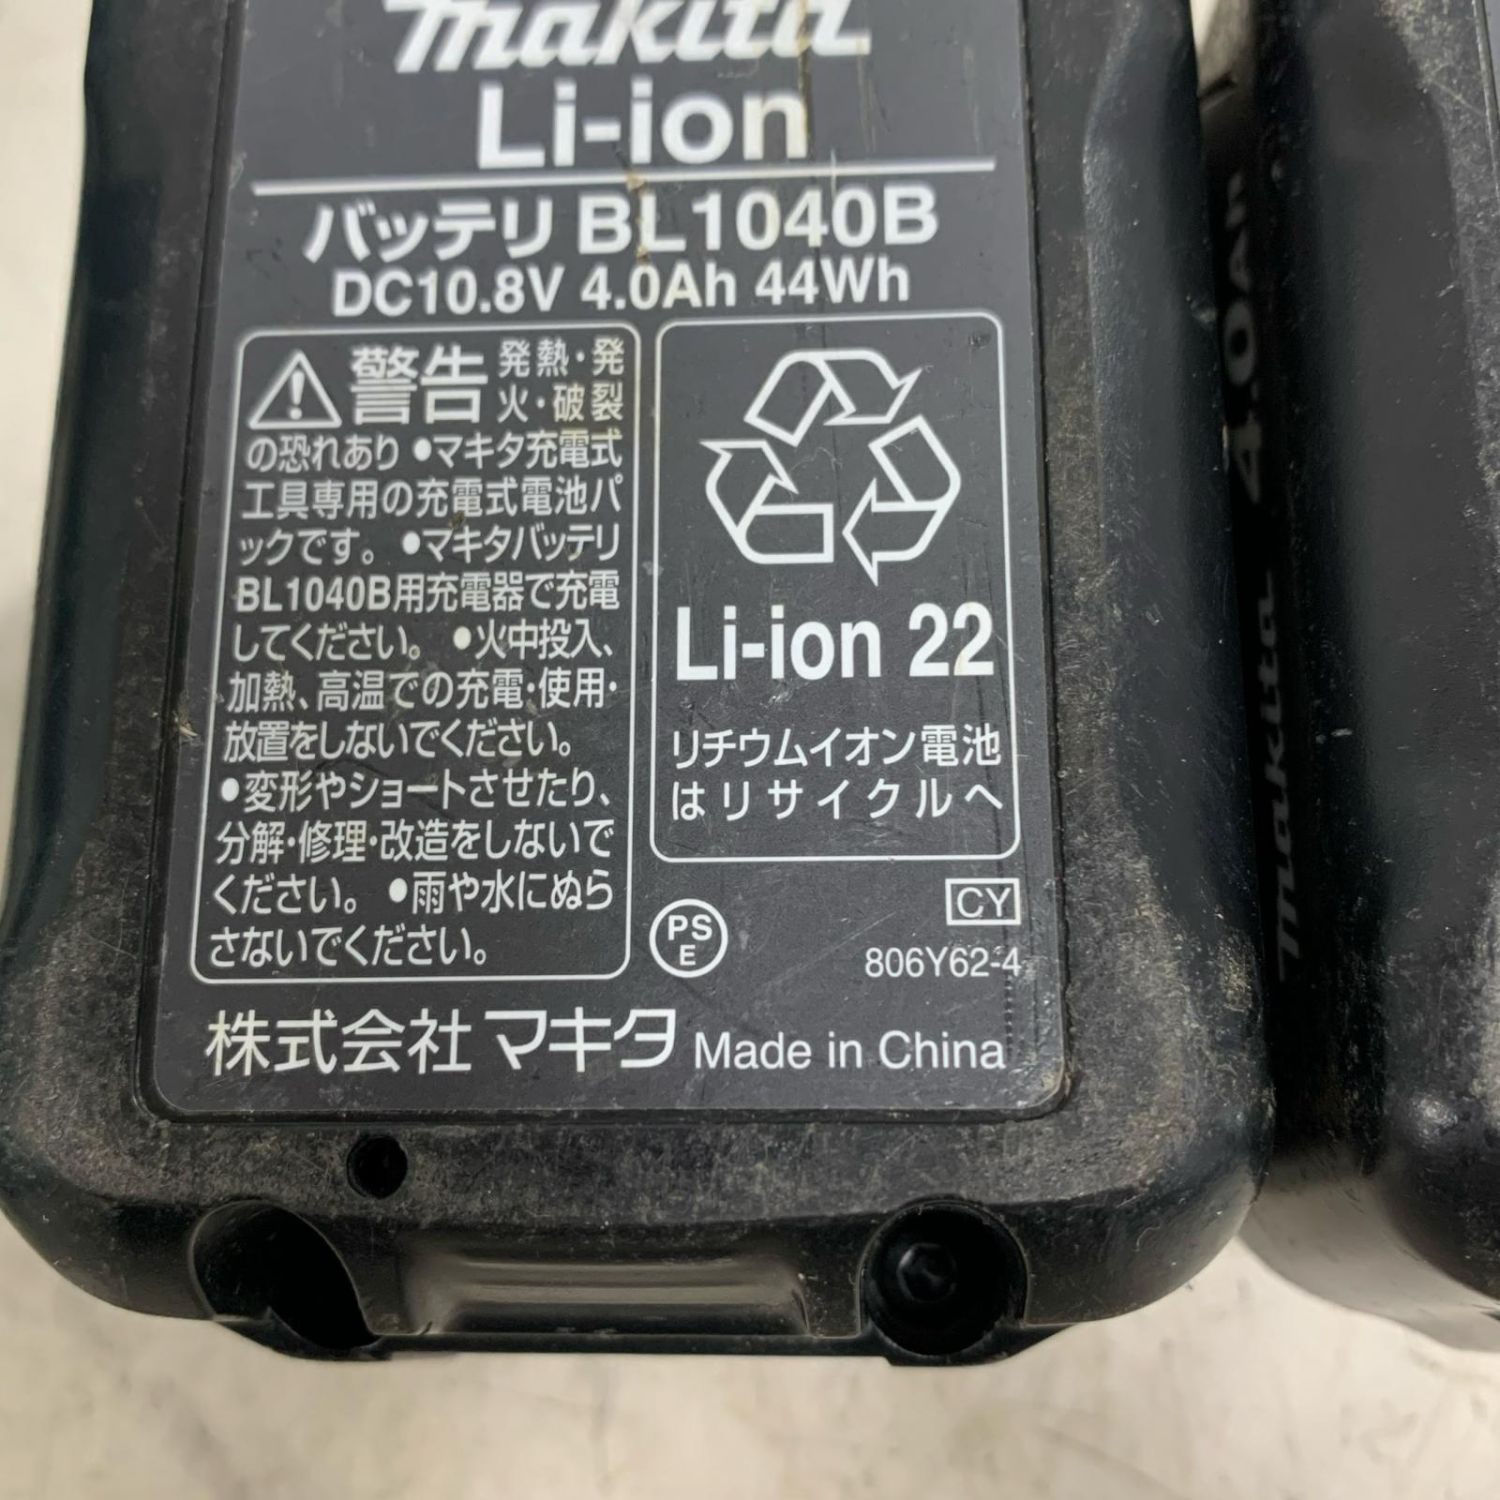 makita
Li-ion
バッテリ BL1040B
DC10.8V 4.0Ah 44Wh
警告 発熱・発
火・破裂
の恐れあり ●マキタ充電式
工具専用の充電式電池パ
ックです。 ●マキタバッテリ
BL1040B用充電器で充電
してください。 ●火中投入、
加熱、高温での充電・使用・
放置をしないでください。
●変形やショートさせたり、
分解・修理・改造をしないで
ください。 ●雨や水にぬら
さないでください。
Li-ion 22
リチウムイオン電池
はリサイクルへ
PS
E
CY
806Y62-4
株式会社マキタ Made in China
makita 4.0Ah